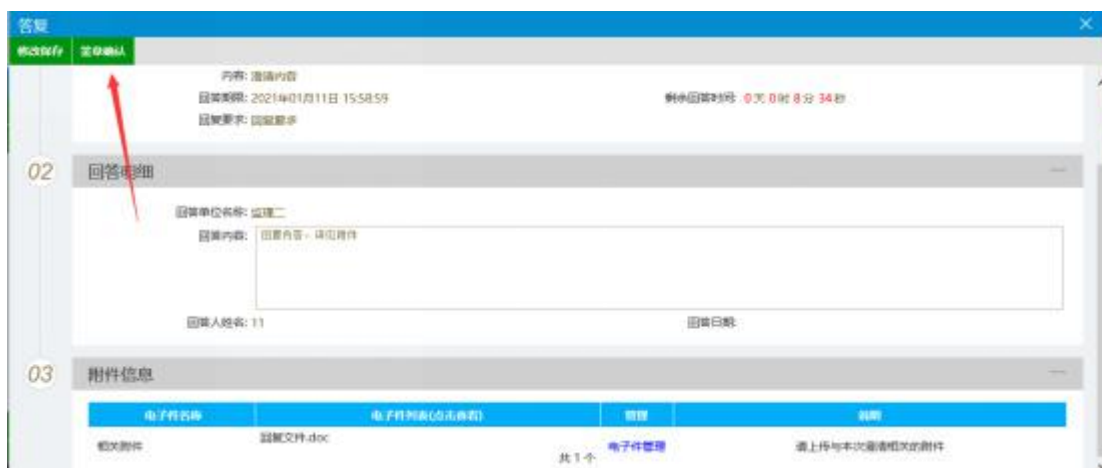 答复
修改保存 签章确认
内容: 澄清内容
回答期限: 2021年01月11日 15:58:59 剩余回答时间: 0天 0时 8分 34秒
回复要求: 回复要求
02 回答明细
回答单位名称: 监理二
回答内容: 回复内容：详见附件
回答人姓名: 11 回答日期:
03 附件信息
电子件名称 电子件列表(点击查看) 管理 说明
相关附件 回复文件.doc 共 1 个 电子件管理 请上传与本次澄清相关的附件